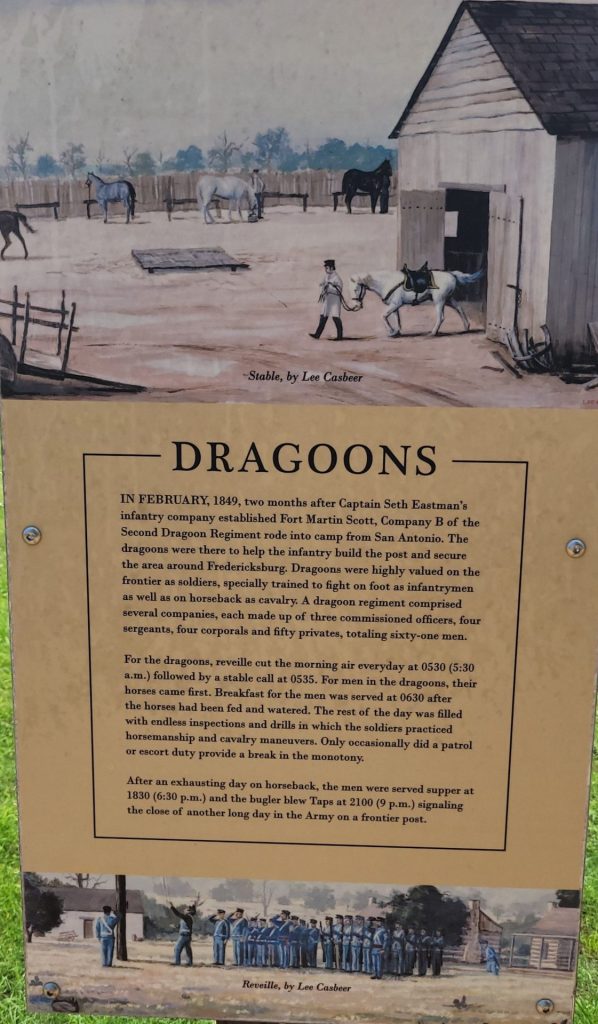 Stable, by Lee Casbeer
DRAGOONS
IN FEBRUARY, 1849, two months after Captain Seth Eastman's
infantry company established Fort Martin Scott, Company B of the
Second Dragoon Regiment rode into camp from San Antonio. The
dragoons were there to help the infantry build the post and secure
the area around Fredericksburg. Dragoons were highly valued on the
frontier as soldiers, specially trained to fight on foot as infantrymen
as well as on horseback as cavalry. A dragoon regiment comprised
several companies, each made up of three commissioned officers, four
sergeants, four corporals and fifty privates, totaling sixty-one men.
For the dragoons, reveille cut the morning air everyday at 0530 (5:30
a.m.) followed by a stable call at 0535. For men in the dragoons, their
horses came first. Breakfast for the men was served at 0630 after
the horses had been fed and watered. The rest of the day was filled
with endless inspections and drills in which the soldiers practiced
horsemanship and cavalry maneuvers. Only occasionally did a patrol
or escort duty provide a break in the monotony.
After an exhausting day on horseback, the men were served supper at
1830 (6:30 p.m.) and the bugler blew Taps at 2100 (9 p.m.) signaling
the close of another long day in the Army on a frontier post.
Reveille, by Lee Casbeer